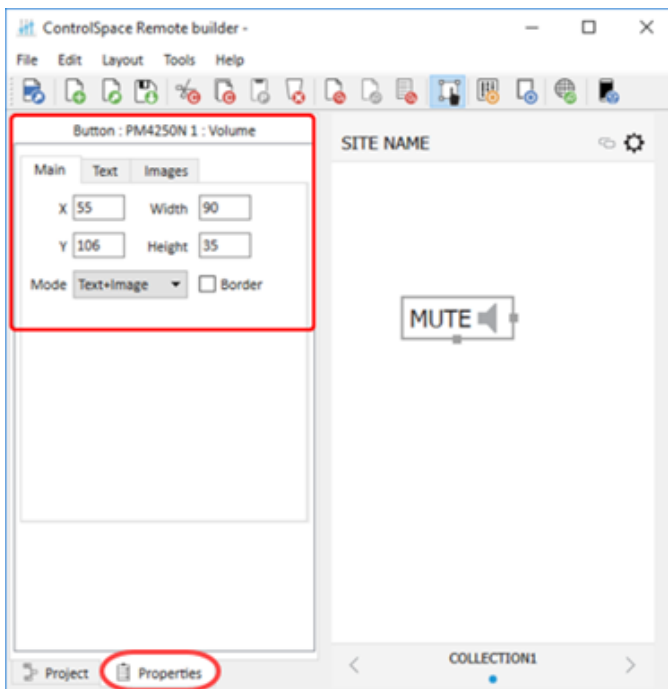 ControlSpace Remote builder -
File Edit Layout Tools Help
Button : PM4250N 1 : Volume
Main Text Images
X 55 Width 90
Y 106 Height 35
Mode Text+Image Border
SITE NAME
MUTE
Project Properties
COLLECTION1